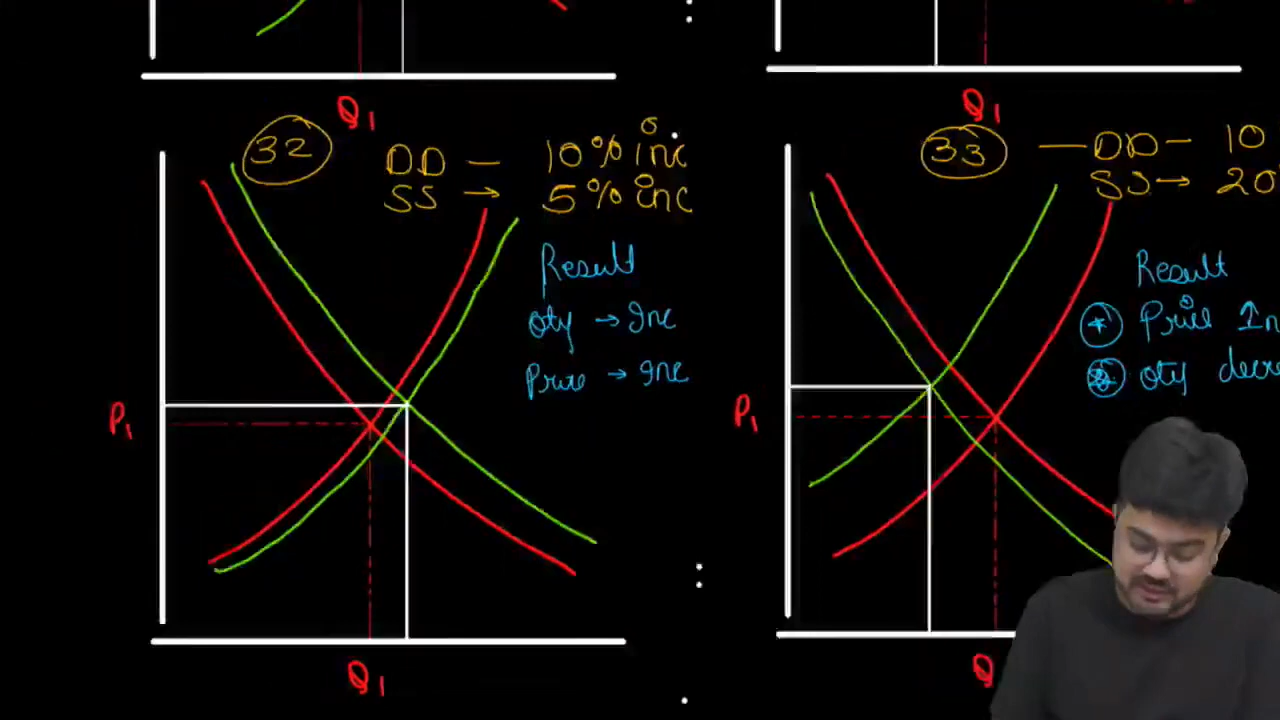 Q1
Q1
32
DD — 10% inc
SS → 5% inc
Result
Qty → Inc
Price → Inc
P1
Q1
33 — DD — 10
SS → 20
Result
Price ↑ In
Qty decre
P1
Q